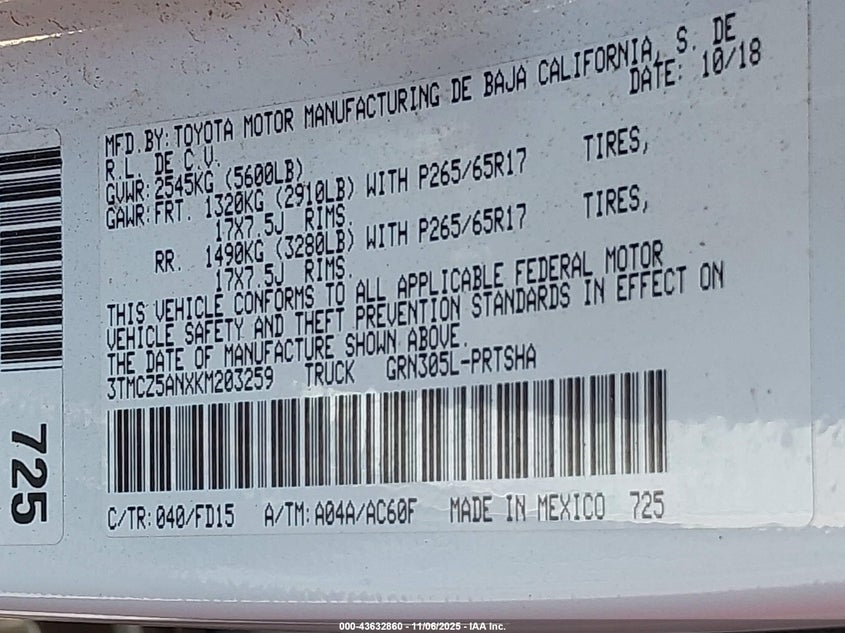 MFD.BY:TOYOTA MOTOR MANUFACTURING DE BAJA CALIFORNIA, S. DE
R.L. DE C.V. DATE: 10/18
GVWR:2545KG (5600LB)
GAWR:FRT. 1320KG (2910LB) WITH P265/65R17 TIRES,
17X7.5J RIMS.
RR. 1490KG (3280LB) WITH P265/65R17 TIRES,
17X7.5J RIMS.
THIS VEHICLE CONFORMS TO ALL APPLICABLE FEDERAL MOTOR
VEHICLE SAFETY AND THEFT PREVENTION STANDARDS IN EFFECT ON
THE DATE OF MANUFACTURE SHOWN ABOVE.
3TMCZ5ANXKM203259 TRUCK GRN305L-PRTSHA
C/TR:040/FD15 A/TM:A04A/AC60F MADE IN MEXICO 725
725
000-43632860 - 11/06/2025 - IAA Inc.